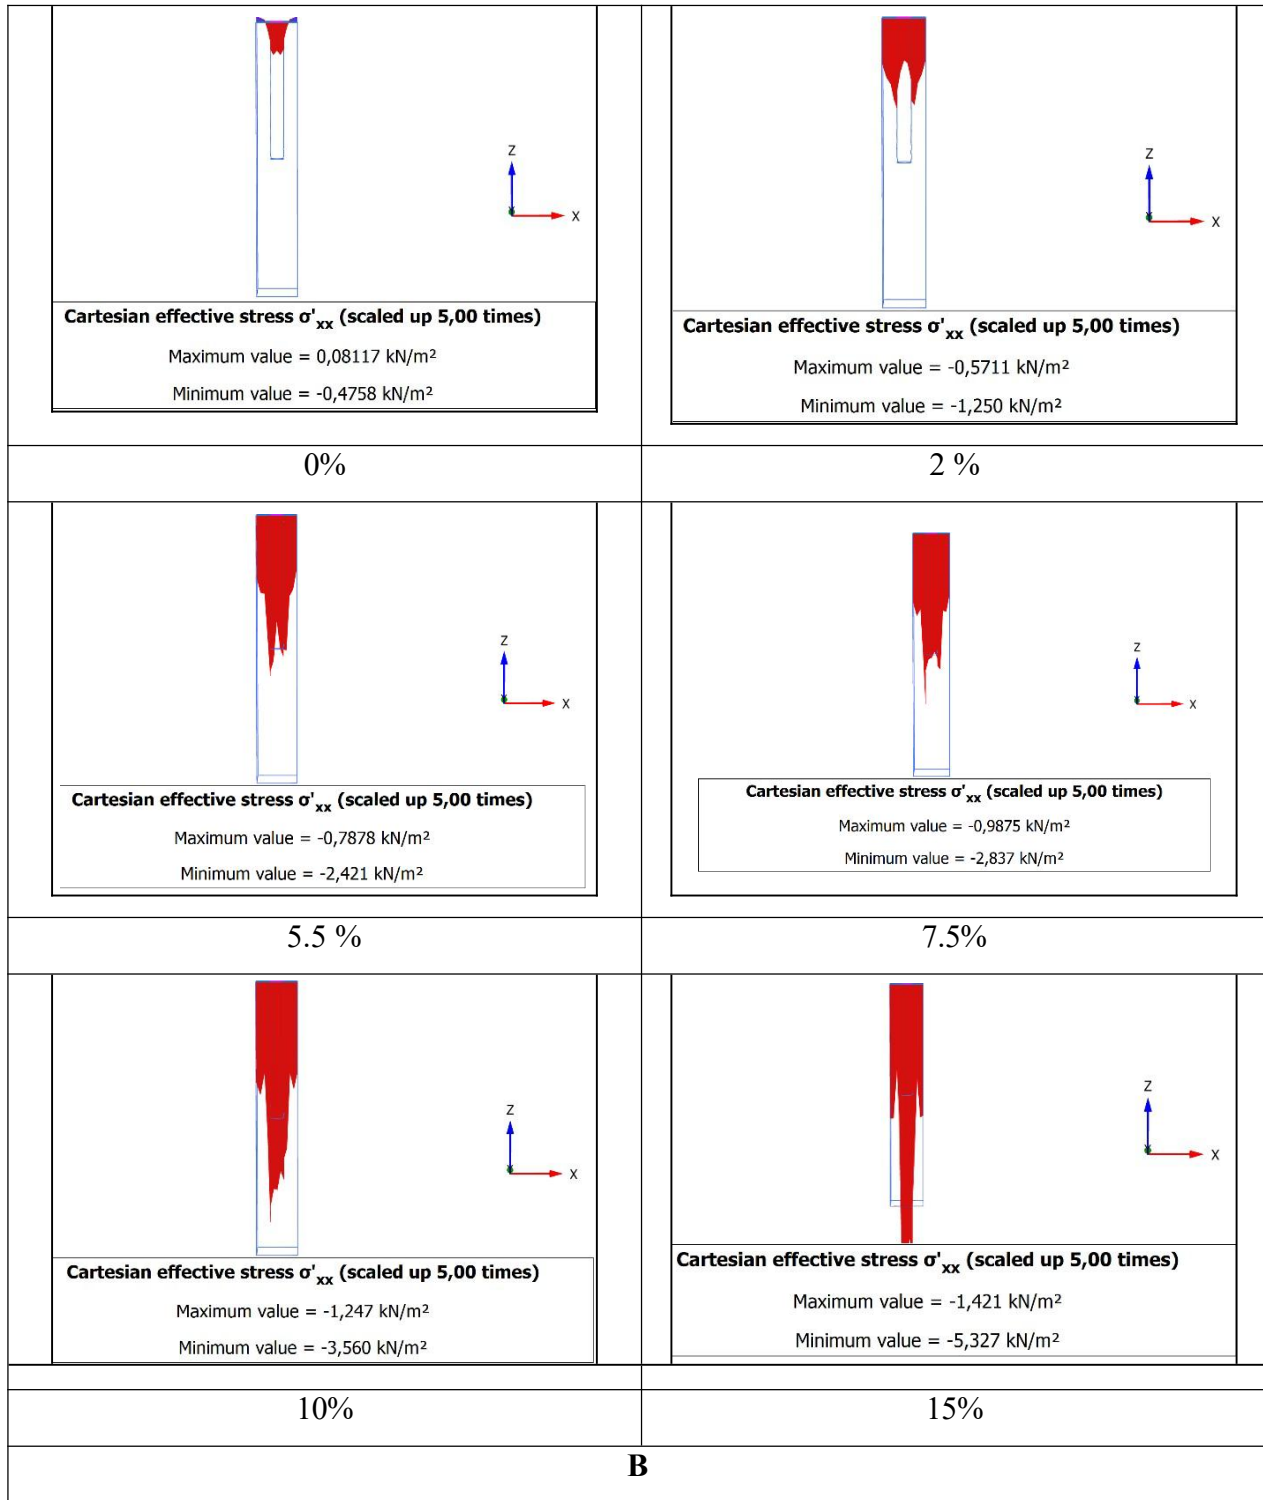 Z
X
Cartesian effective stress σ'xx (scaled up 5,00 times)
Maximum value = 0,08117 kN/m²
Minimum value = -0,4758 kN/m²
0%
Z
X
Cartesian effective stress σ'xx (scaled up 5,00 times)
Maximum value = -0,5711 kN/m²
Minimum value = -1,250 kN/m²
2 %
Z
X
Cartesian effective stress σ'xx (scaled up 5,00 times)
Maximum value = -0,7878 kN/m²
Minimum value = -2,421 kN/m²
5.5 %
Z
X
Cartesian effective stress σ'xx (scaled up 5,00 times)
Maximum value = -0,9875 kN/m²
Minimum value = -2,837 kN/m²
7.5%
Z
X
Cartesian effective stress σ'xx (scaled up 5,00 times)
Maximum value = -1,247 kN/m²
Minimum value = -3,560 kN/m²
10%
Z
X
Cartesian effective stress σ'xx (scaled up 5,00 times)
Maximum value = -1,421 kN/m²
Minimum value = -5,327 kN/m²
15%
B